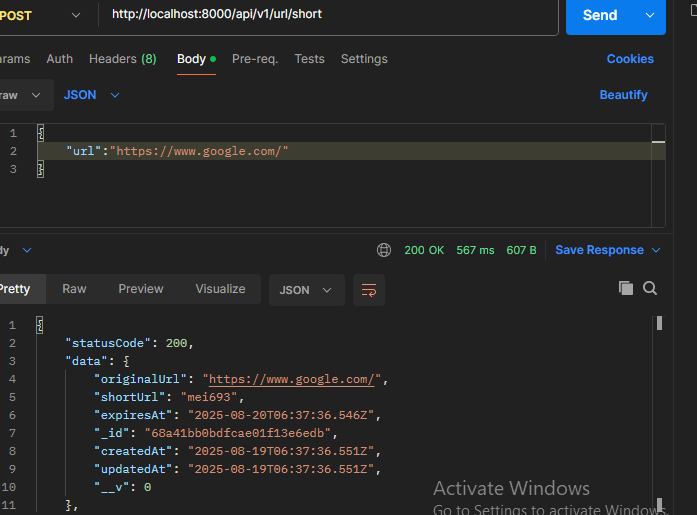 POST http://localhost:8000/api/v1/url/short Send
arams Auth Headers (8) Body Pre-req. Tests Settings Cookies
raw JSON Beautify
1 {
2 "url":"https://www.google.com/"
3 }
dy 200 OK 567 ms 607 B Save Response
Pretty Raw Preview Visualize JSON
1 {
2 "statusCode": 200,
3 "data": {
4 "originalUrl": "https://www.google.com/",
5 "shortUrl": "mei693",
6 "expiresAt": "2025-08-20T06:37:36.546Z",
7 "_id": "68a41bb0bdfcae01f13e6edb",
8 "createdAt": "2025-08-19T06:37:36.551Z",
9 "updatedAt": "2025-08-19T06:37:36.551Z",
10 "__v": 0
11 },
Activate Windows
Go to Settings to activate Windows.